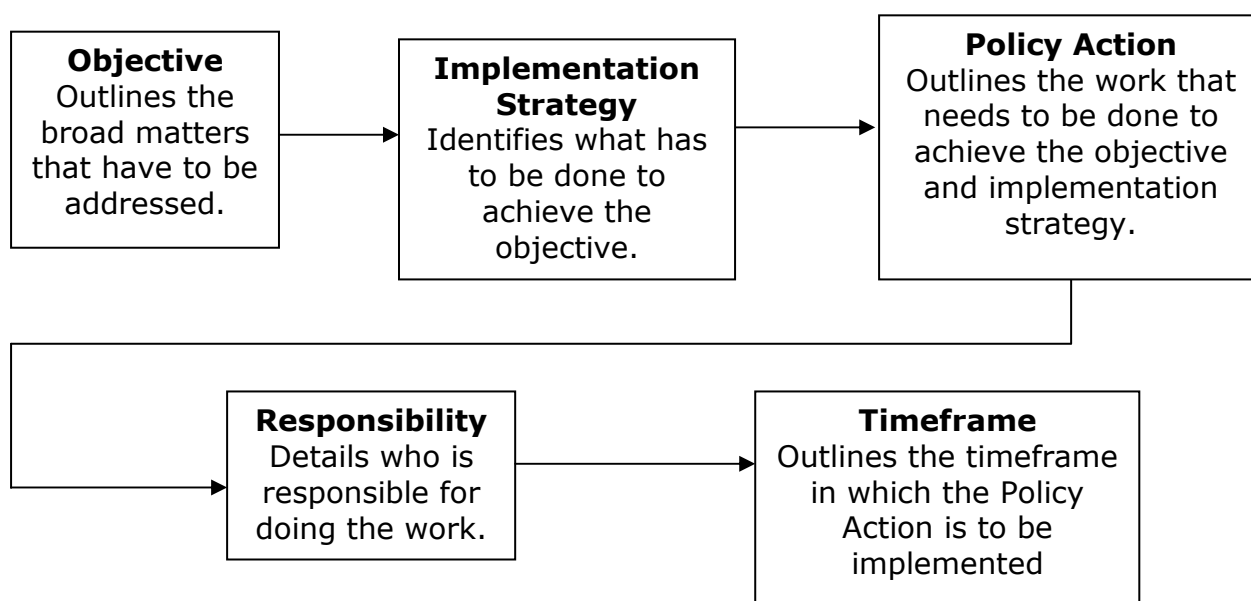 Objective
Outlines the
broad matters
that have to be
addressed.
Implementation
Strategy
Identifies what has
to be done to
achieve the
objective.
Policy Action
Outlines the work that
needs to be done to
achieve the objective
and implementation
strategy.
Responsibility
Details who is
responsible for
doing the work.
Timeframe
Outlines the timeframe
in which the Policy
Action is to be
implemented